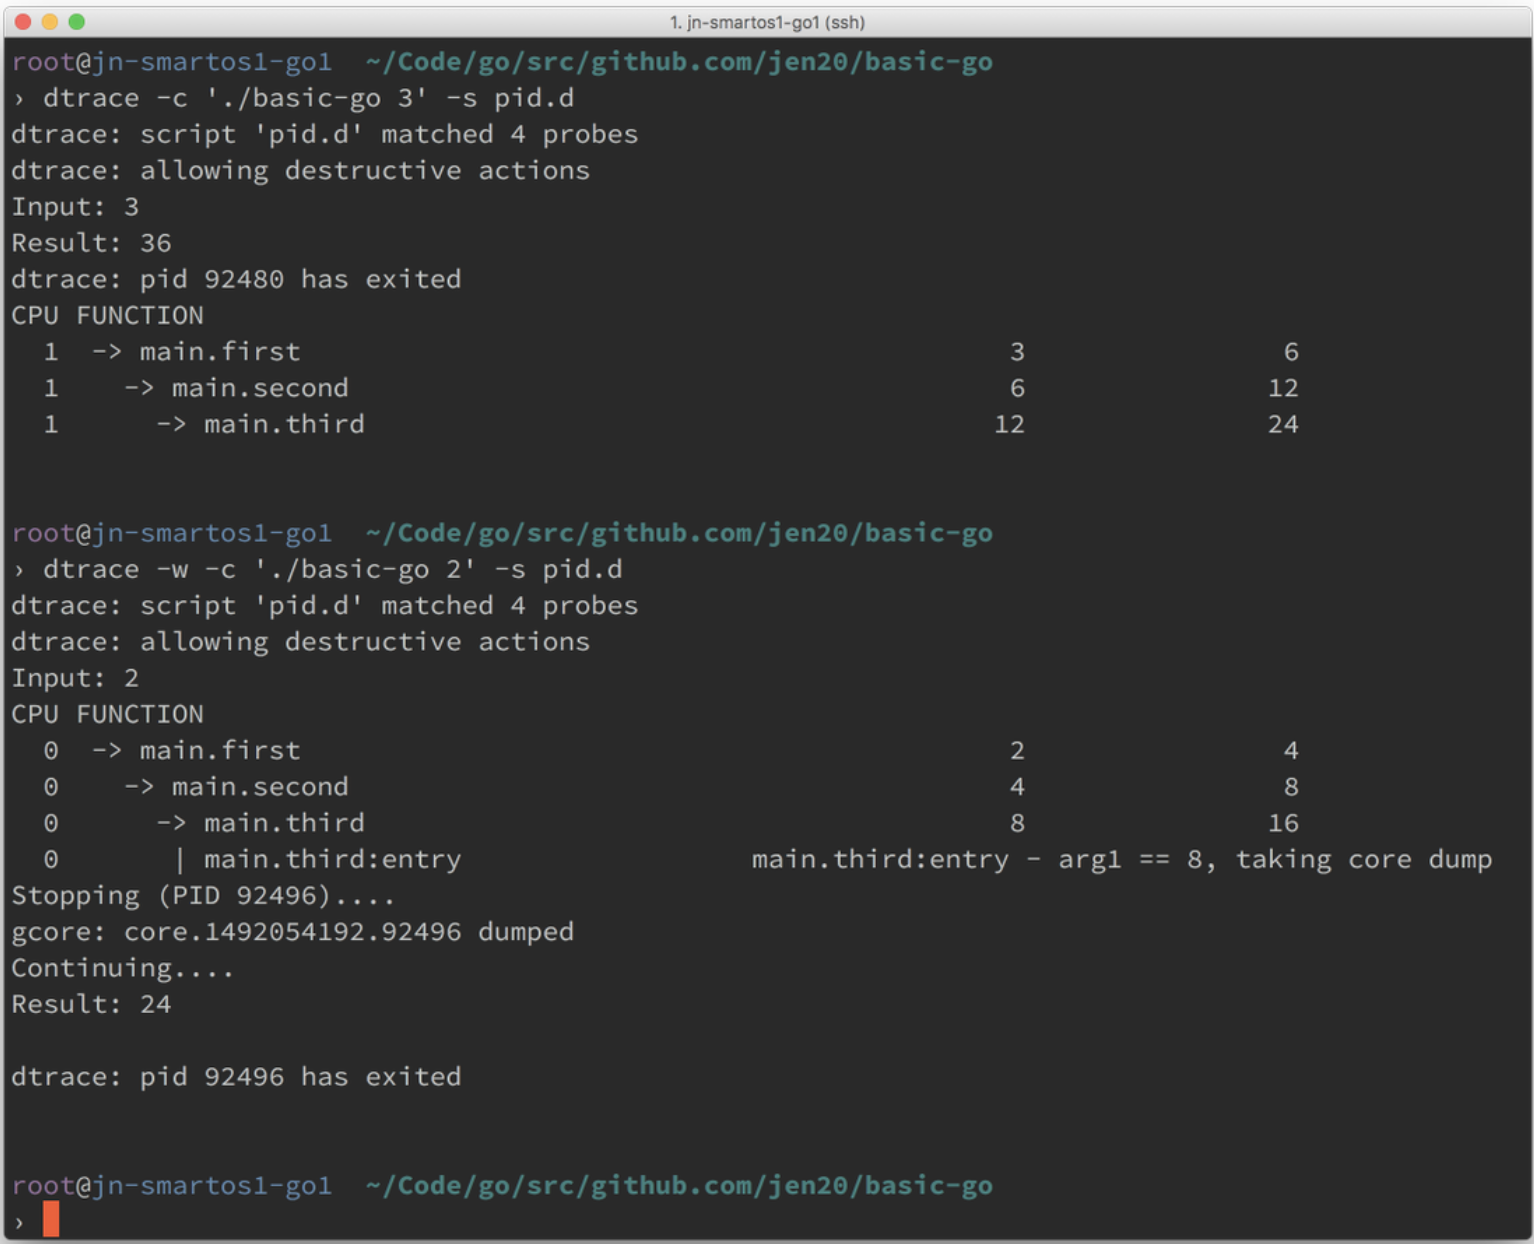 1. jn-smartos1-go1 (ssh)
root@jn-smartos1-go1 ~/Code/go/src/github.com/jen20/basic-go
› dtrace -c './basic-go 3' -s pid.d
dtrace: script 'pid.d' matched 4 probes
dtrace: allowing destructive actions
Input: 3
Result: 36
dtrace: pid 92480 has exited
CPU FUNCTION
1 -> main.first 3 6
1 -> main.second 6 12
1 -> main.third 12 24
root@jn-smartos1-go1 ~/Code/go/src/github.com/jen20/basic-go
› dtrace -w -c './basic-go 2' -s pid.d
dtrace: script 'pid.d' matched 4 probes
dtrace: allowing destructive actions
Input: 2
CPU FUNCTION
0 -> main.first 2 4
0 -> main.second 4 8
0 -> main.third 8 16
0 | main.third:entry main.third:entry - arg1 == 8, taking core dump
Stopping (PID 92496)....
gcore: core.1492054192.92496 dumped
Continuing....
Result: 24
dtrace: pid 92496 has exited
root@jn-smartos1-go1 ~/Code/go/src/github.com/jen20/basic-go
›